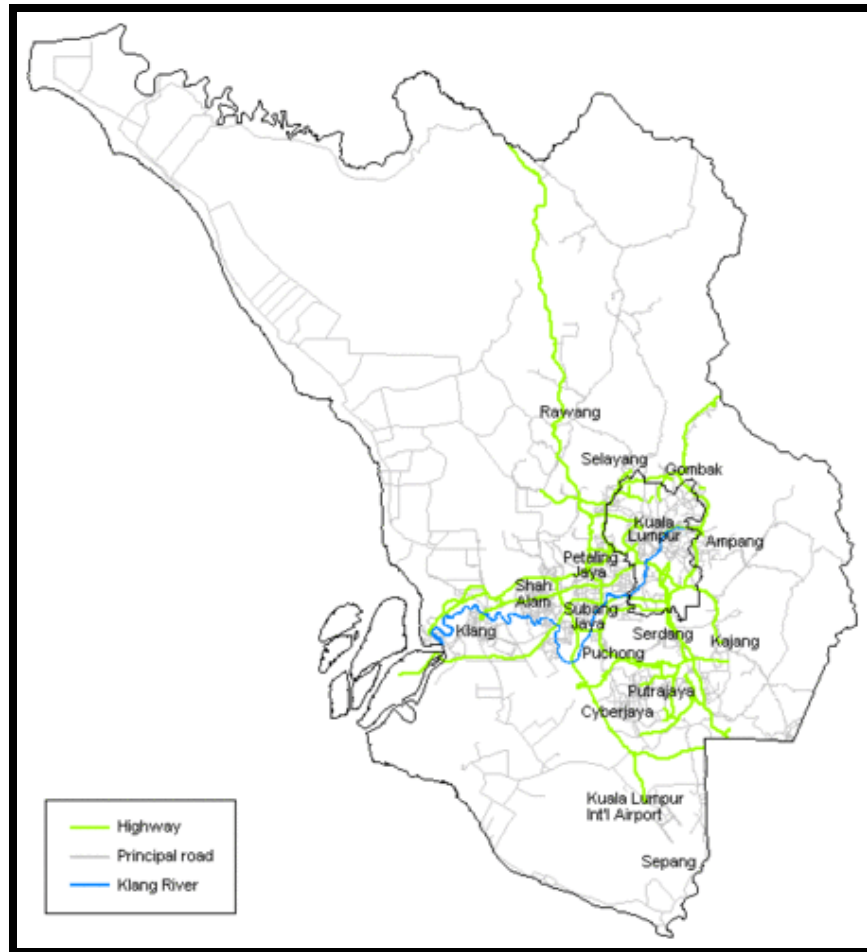 Rawang
Selayang
Gombak
Kuala
Lumpur
Ampang
Petaling
Jaya
Shah
Alam
Subang
Jaya
Klang
Serdang
Kajang
Puchong
Putrajaya
Cyberjaya
Kuala Lumpur
Int'l Airport
Sepang
Highway
Principal road
Klang River